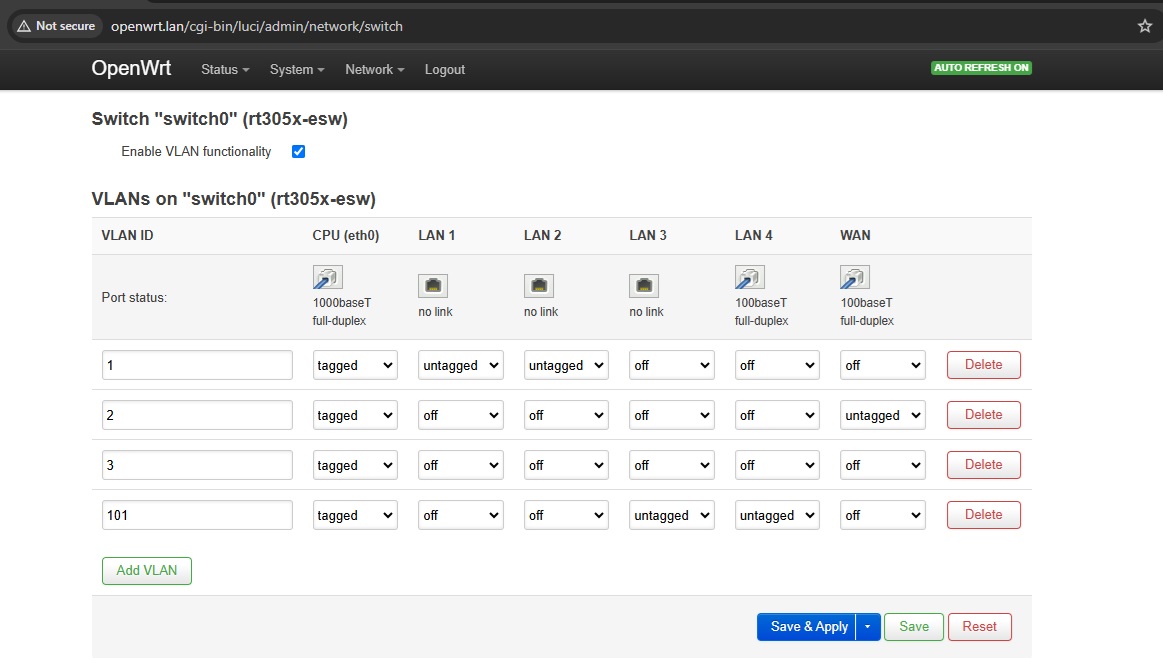 Not secure openwrt.lan/cgi-bin/luci/admin/network/switch
OpenWrt Status System Network Logout AUTO REFRESH ON
Switch "switch0" (rt305x-esw)
Enable VLAN functionality
VLANs on "switch0" (rt305x-esw)
VLAN ID CPU (eth0) LAN 1 LAN 2 LAN 3 LAN 4 WAN
Port status: 1000baseT full-duplex no link no link no link 100baseT full-duplex 100baseT full-duplex
1 tagged untagged untagged off off off Delete
2 tagged off off off off untagged Delete
3 tagged off off off off off Delete
101 tagged off off untagged untagged off Delete
Add VLAN
Save & Apply Save Reset